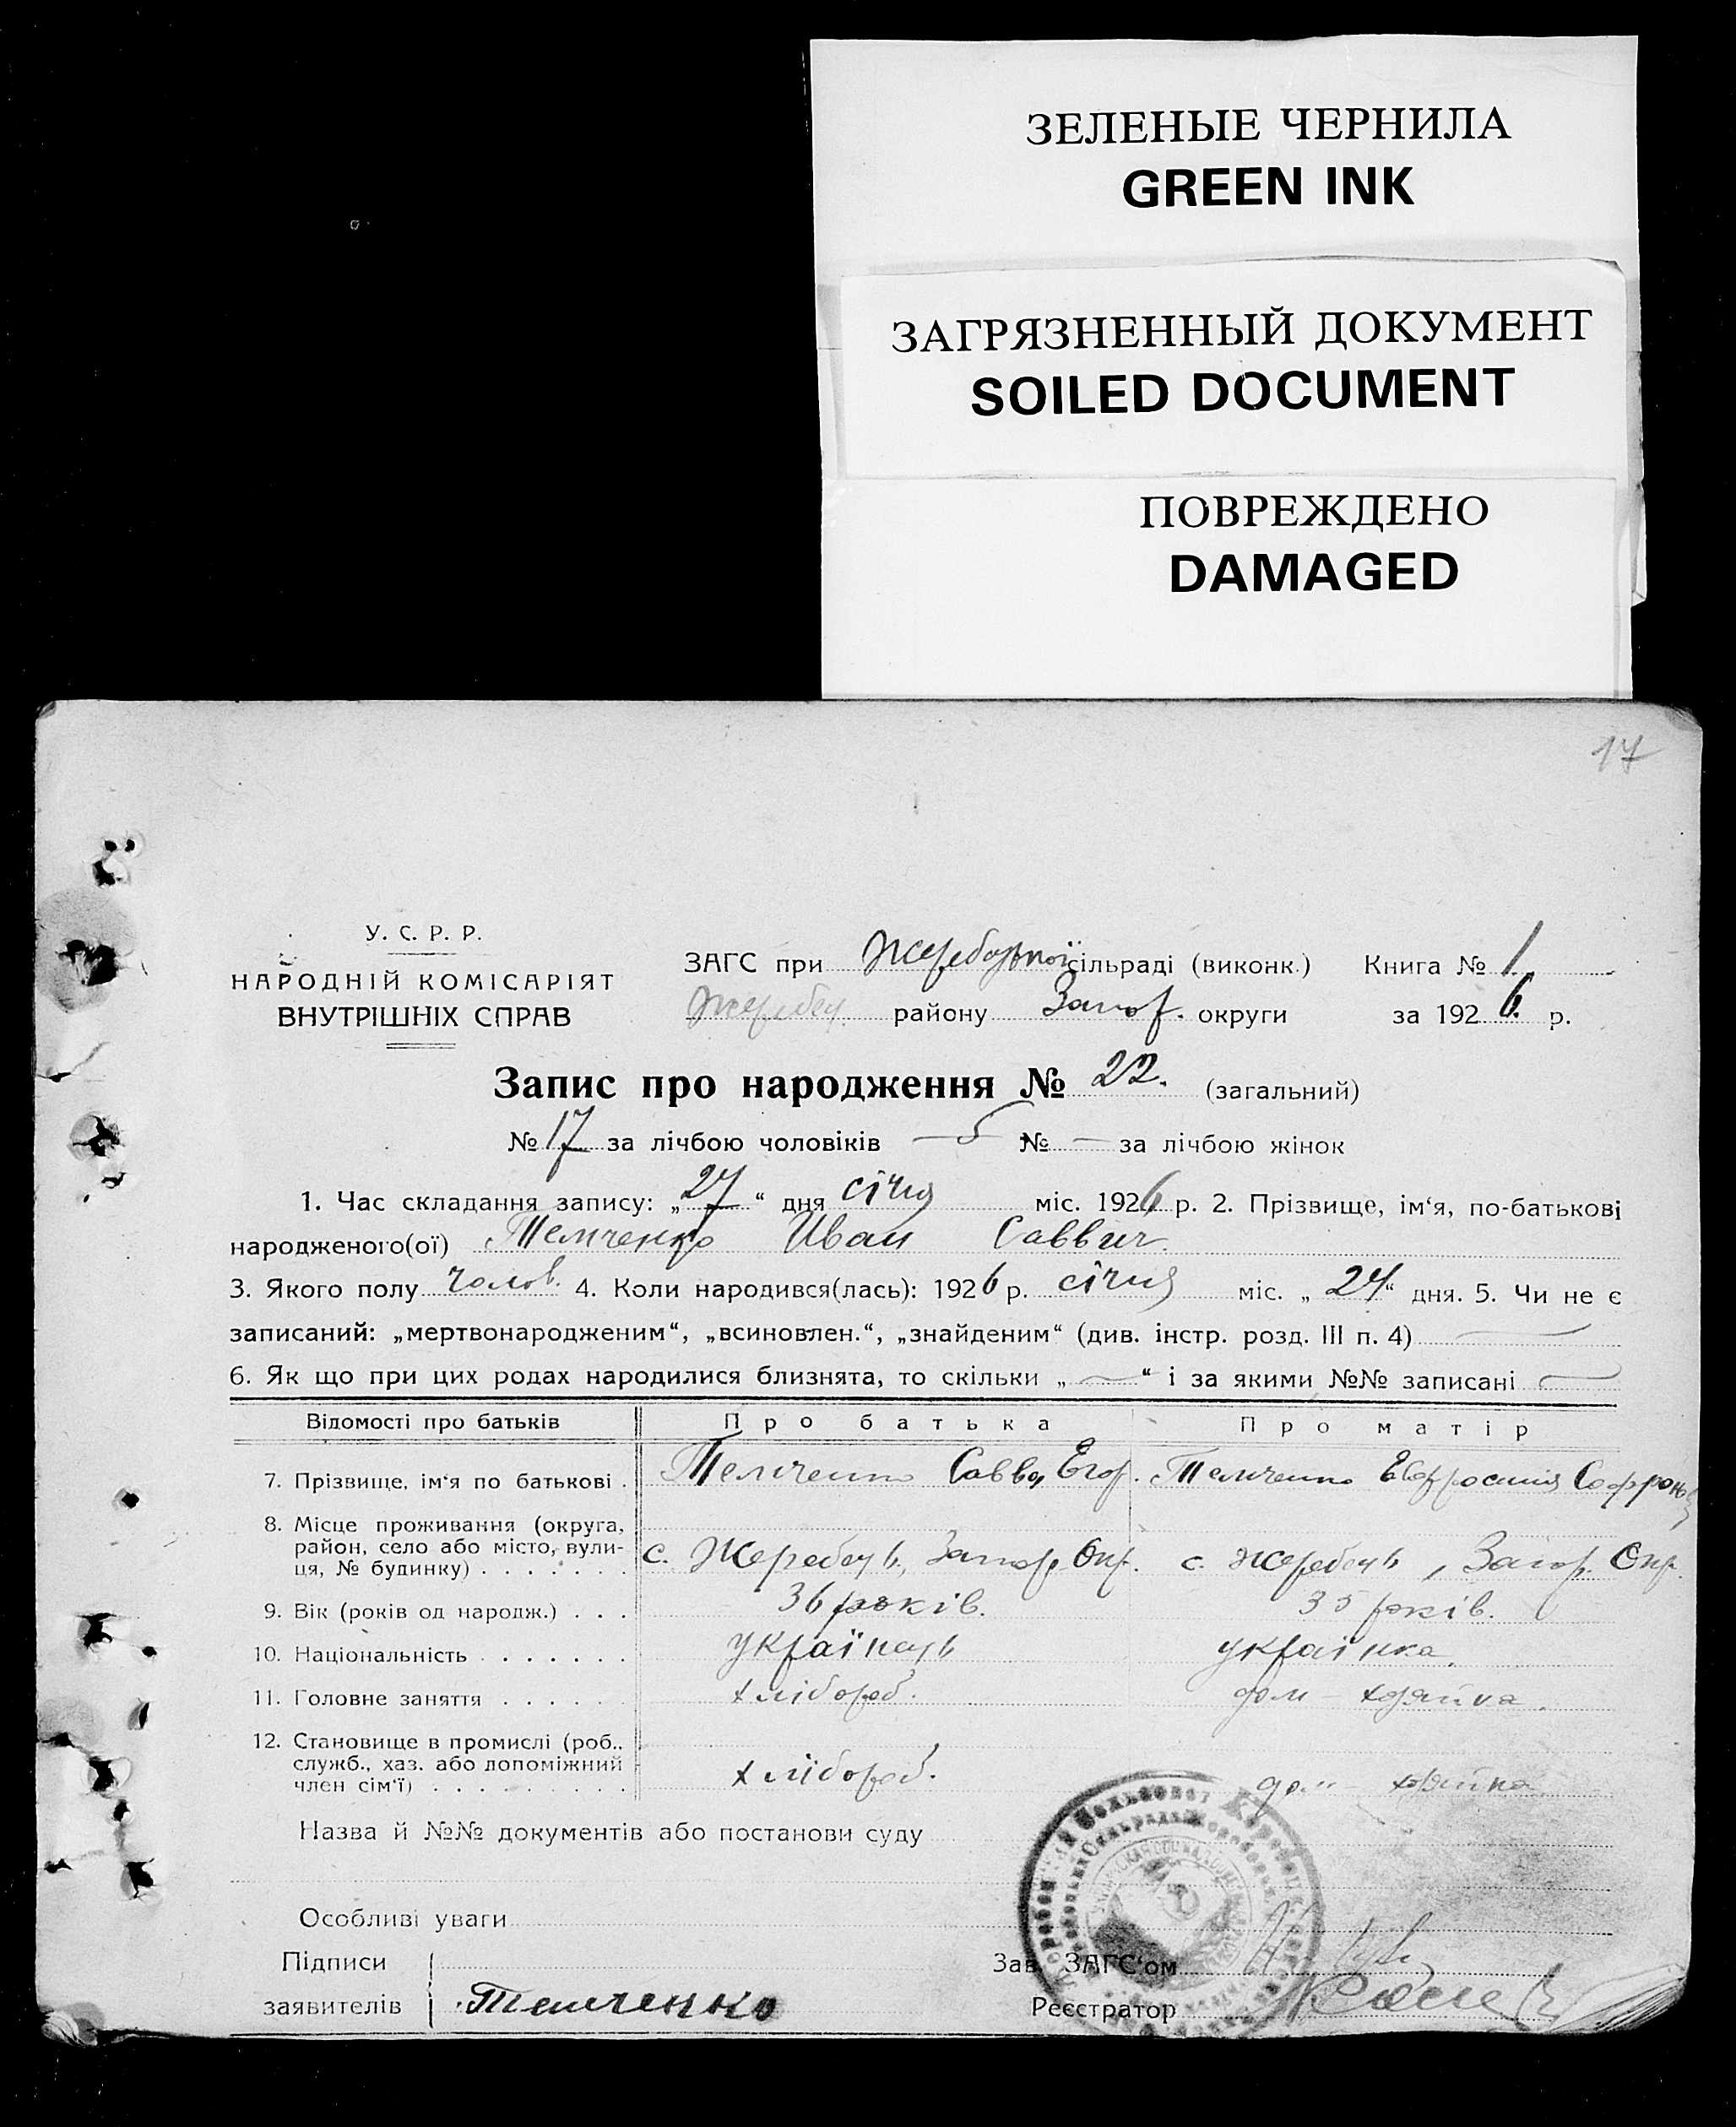 ЗЕЛЕНЫЕ ЧЕРНИЛА
GREEN INK
ЗАГРЯЗНЕННЫЙ ДОКУМЕНТ
SOILED DOCUMENT
ПОВРЕЖДЕНО
DAMAGED
17
У. С. Р. Р.
НАРОДНІЙ КОМІСАРІЯТ
ВНУТРІШНІХ СПРАВ
ЗАГС при сільраді (виконк.) Книга № 1
Жеребец. району Запор. округи за 1926 р.
Запис про народження № 22. (загальний)
№ 17 за лічбою чоловіків № — за лічбою жінок
1. Час складання запису: „27“ дня січня міс. 1926 р. 2. Прізвище, ім‘я, по-батькові
народженого(ої) Темченко Иван Саввич
3. Якого полу чолов. 4. Коли народився(лась): 1926 р. січня міс. „24“ дня. 5. Чи не є
записаний: „мертвонародженим“, „всиновлен.“, „знайденим“ (див. інстр. розд. III п. 4) —
6. Як що при цих родах народилися близнята, то скільки „—“ і за якими №№ записані —
Відомості про батьків Про батька Про матір
7. Прізвище, ім‘я по батькові . Темченко Савва Егор. Темченко Евфросинія Софрон
8. Місце проживання (округа,
район, село або місто, вули-
ця, № будинку) . . . . . . . с. Жеребець, Запор. Окр. с. Жеребець, Запор. Окр.
9. Вік (років од народж.) . . . 36 років. 35 років.
10. Національність . . . . . . . українець українка.
11. Головне заняття . . . . . . хлібороб. дом-хозяйка.
12. Становище в промислі (роб..
служб., хаз. або допоміжний
член сім‘ї) . . . . . . . . . хлібороб. дом-хозяйка
Назва й №№ документів або постанови суду
Особливі уваги
Підписи Зав. ЗАГС‘ом
заявителів Темченко Реєстратор